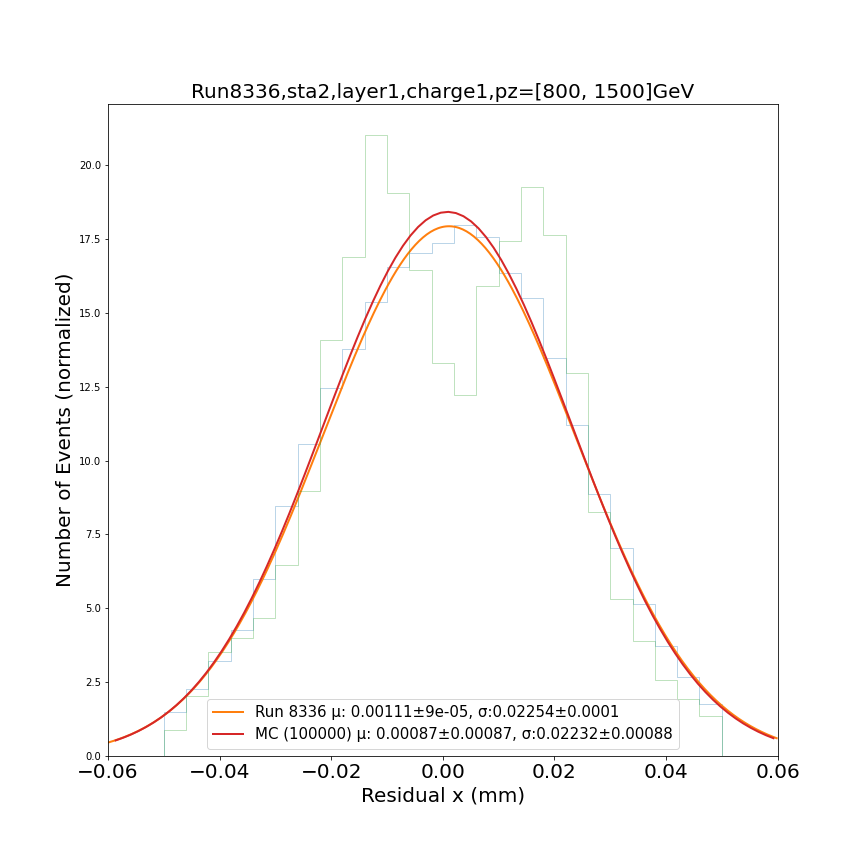 Run8336,sta2,layer1,charge1,pz=[800, 1500]GeV
Number of Events (normalized)
20.0
17.5
15.0
12.5
10.0
7.5
5.0
2.5
0.0
Run 8336 μ: 0.00111±9e-05, σ:0.02254±0.0001
MC (100000) μ: 0.00087±0.00087, σ:0.02232±0.00088
−0.06 −0.04 −0.02 0.00 0.02 0.04 0.06
Residual x (mm)